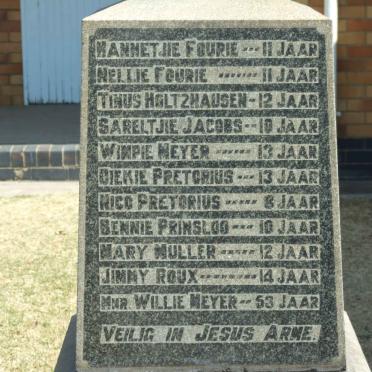 HANNETJIE FOURIE --- 11 JAAR
NELLIE FOURIE ------- 11 JAAR
TINUS HOLTZHAUSEN -- 12 JAAR
SARELTJIE JACOBS --- 10 JAAR
WIMPIE MEYER ------ 13 JAAR
DIEKIE PRETORIUS ---- 13 JAAR
NICO PRETORIUS ---- 8 JAAR
BENNIE PRINSLOO --- 10 JAAR
MARY MULLER ------ 12 JAAR
JIMMY ROUX -------- 14 JAAR
MNR. WILLIE MEYER -- 53 JAAR
VEILIG IN JESUS ARME.